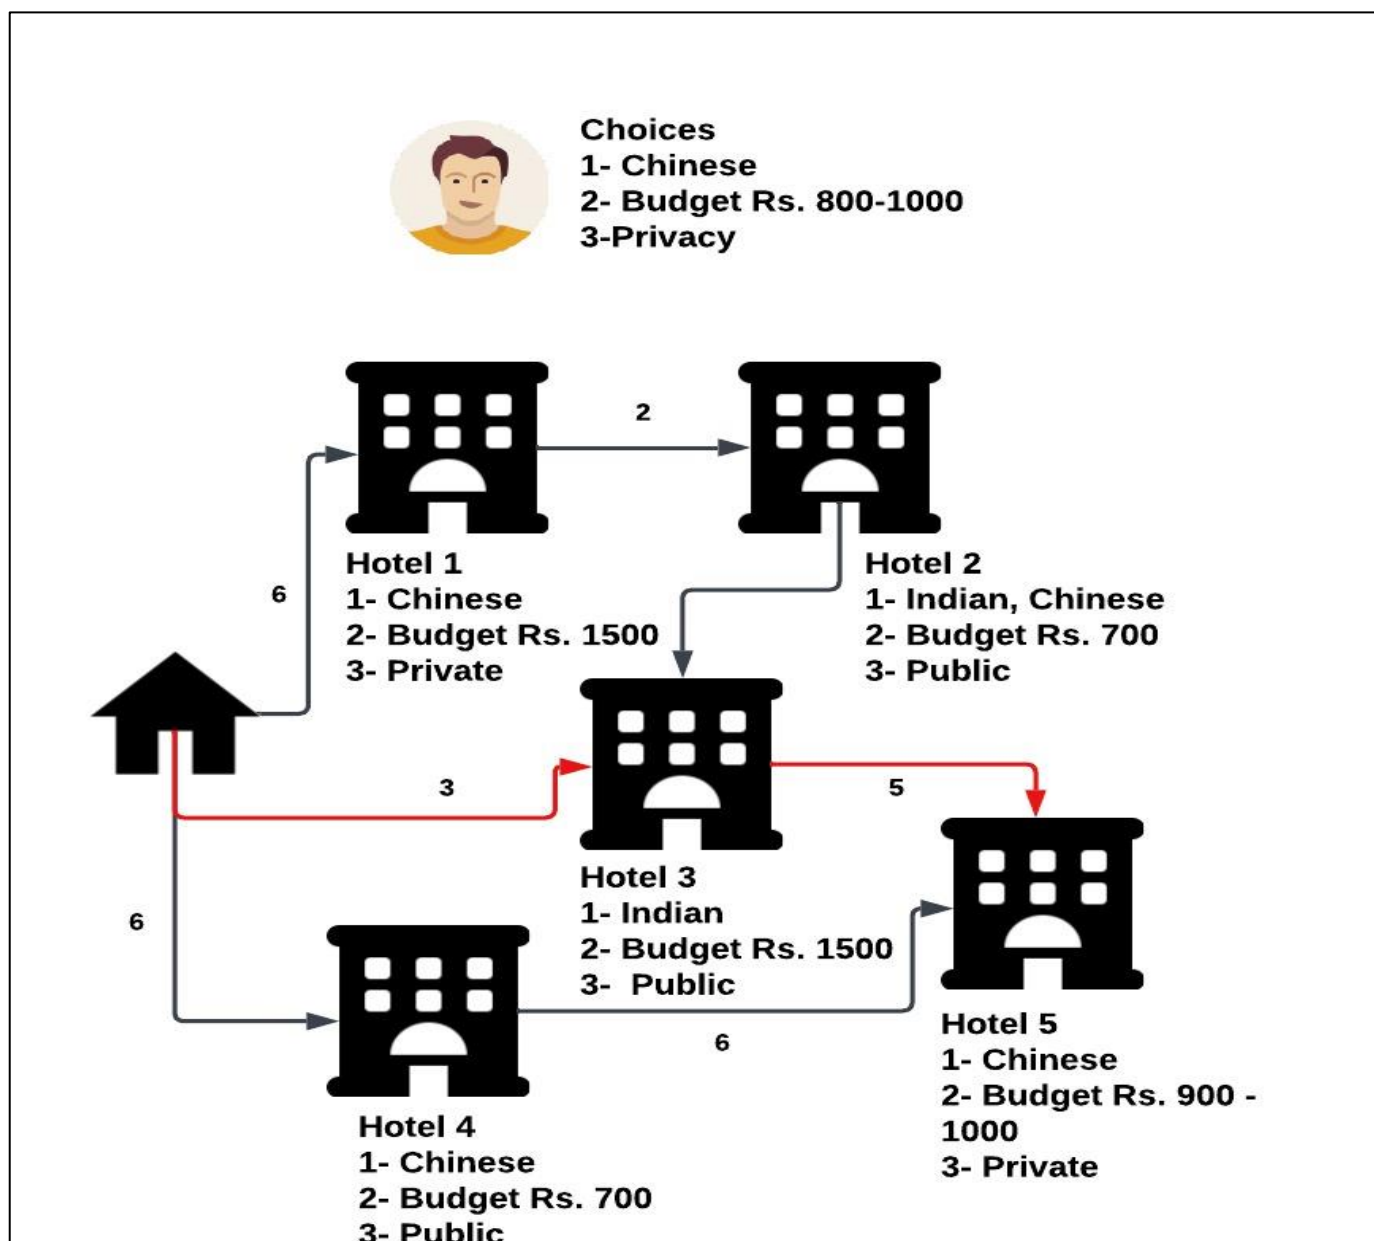 Choices
1- Chinese
2- Budget Rs. 800-1000
3-Privacy
2
6
Hotel 1
1- Chinese
2- Budget Rs. 1500
3- Private
Hotel 2
1- Indian, Chinese
2- Budget Rs. 700
3- Public
3
5
6
Hotel 3
1- Indian
2- Budget Rs. 1500
3- Public
6
Hotel 5
1- Chinese
2- Budget Rs. 900 -
1000
3- Private
Hotel 4
1- Chinese
2- Budget Rs. 700
3- Public